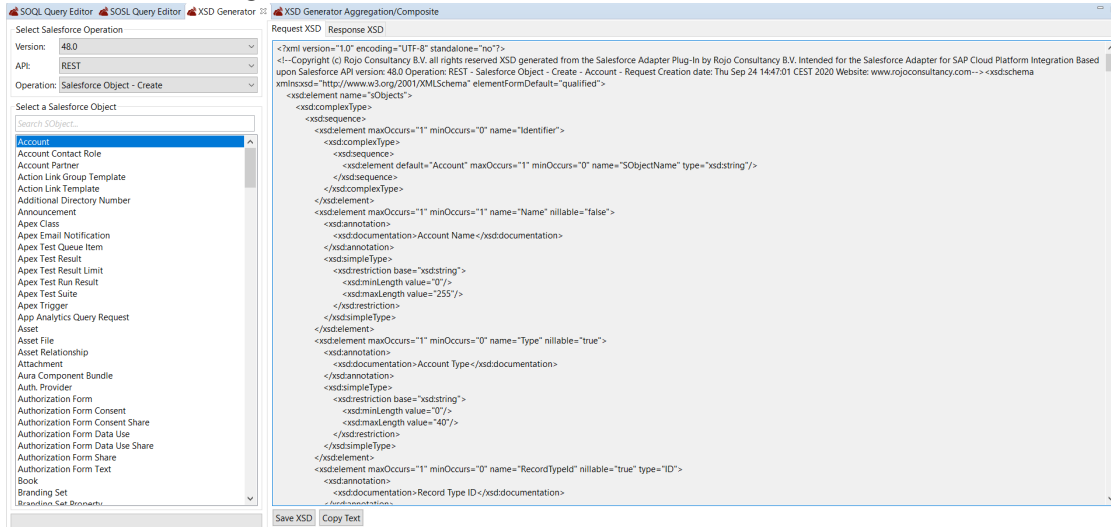 SOQL Query Editor SOSL Query Editor XSD Generator XSD Generator Aggregation/Composite
Select Salesforce Operation
Version: 48.0
API: REST
Operation: Salesforce Object - Create
Select a Salesforce Object
Search SObject...
Account
Account Contact Role
Account Partner
Action Link Group Template
Action Link Template
Additional Directory Number
Announcement
Apex Class
Apex Email Notification
Apex Test Queue Item
Apex Test Result
Apex Test Result Limit
Apex Test Run Result
Apex Test Suite
Apex Trigger
App Analytics Query Request
Asset
Asset File
Asset Relationship
Attachment
Aura Component Bundle
Auth. Provider
Authorization Form
Authorization Form Consent
Authorization Form Consent Share
Authorization Form Data Use
Authorization Form Data Use Share
Authorization Form Share
Authorization Form Text
Book
Branding Set
Branding Set Property
Request XSD Response XSD
<?xml version="1.0" encoding="UTF-8" standalone="no"?>
<!--Copyright (c) Rojo Consultancy B.V. all rights reserved XSD generated from the Salesforce Adapter Plug-In by Rojo Consultancy B.V. Intended for the Salesforce Adapter for SAP Cloud Platform Integration Based
upon Salesforce API version: 48.0 Operation: REST - Salesforce Object - Create - Account - Request Creation date: Thu Sep 24 14:47:01 CEST 2020 Website: www.rojoconsultancy.com--><xsd:schema
xmlns:xsd="http://www.w3.org/2001/XMLSchema" elementFormDefault="qualified">
<xsd:element name="sObjects">
<xsd:complexType>
<xsd:sequence>
<xsd:element maxOccurs="1" minOccurs="0" name="Identifier">
<xsd:complexType>
<xsd:sequence>
<xsd:element default="Account" maxOccurs="1" minOccurs="0" name="SObjectName" type="xsd:string"/>
</xsd:sequence>
</xsd:complexType>
</xsd:element>
<xsd:element maxOccurs="1" minOccurs="1" name="Name" nillable="false">
<xsd:annotation>
<xsd:documentation>Account Name</xsd:documentation>
</xsd:annotation>
<xsd:simpleType>
<xsd:restriction base="xsd:string">
<xsd:minLength value="0"/>
<xsd:maxLength value="255"/>
</xsd:restriction>
</xsd:simpleType>
</xsd:element>
<xsd:element maxOccurs="1" minOccurs="0" name="Type" nillable="true">
<xsd:annotation>
<xsd:documentation>Account Type</xsd:documentation>
</xsd:annotation>
<xsd:simpleType>
<xsd:restriction base="xsd:string">
<xsd:minLength value="0"/>
<xsd:maxLength value="40"/>
</xsd:restriction>
</xsd:simpleType>
</xsd:element>
<xsd:element maxOccurs="1" minOccurs="0" name="RecordTypeId" nillable="true" type="ID">
<xsd:annotation>
<xsd:documentation>Record Type ID</xsd:documentation>
</xsd:annotation>
Save XSD Copy Text